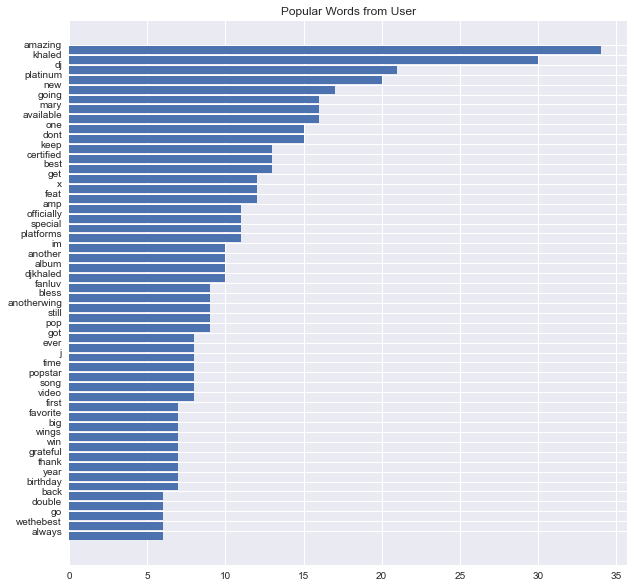 Popular Words from User
amazing
khaled
dj
platinum
new
going
mary
available
one
dont
keep
certified
best
get
x
feat
amp
officially
special
platforms
im
another
album
djkhaled
fanluv
bless
anotherwing
still
pop
got
ever
j
time
popstar
song
video
first
favorite
big
wings
win
grateful
thank
year
birthday
back
double
go
wethebest
always
0 5 10 15 20 25 30 35